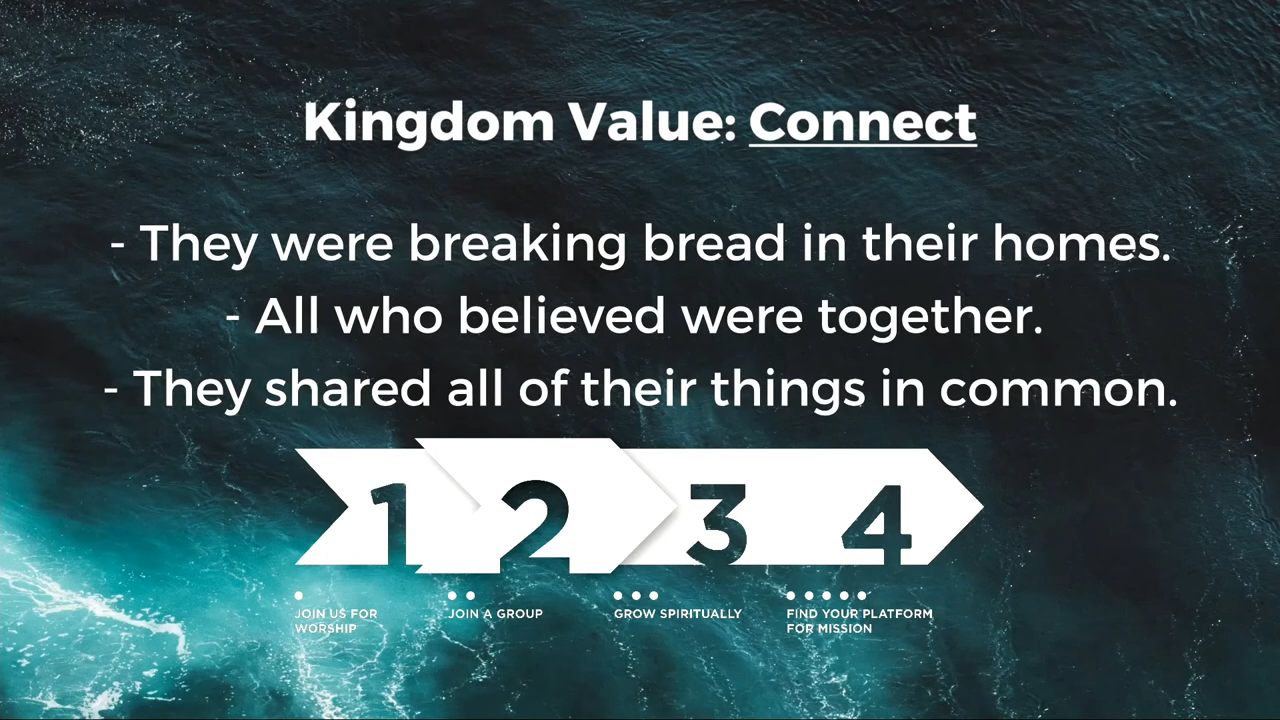 Kingdom Value: Connect
- They were breaking bread in their homes.
- All who believed were together.
- They shared all of their things in common.
1 2 3 4
JOIN US FOR
WORSHIP
JOIN A GROUP
GROW SPIRITUALLY
FIND YOUR PLATFORM
FOR MISSION